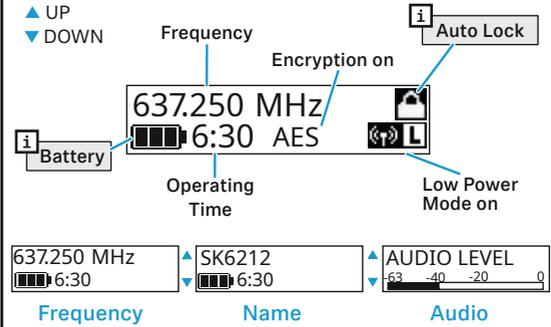 ▲ UP
▼ DOWN
Frequency
i
Auto Lock
Encryption on
637.250 MHz
6:30 AES
L
i
Battery
Operating
Time
Low Power
Mode on
637.250 MHz
6:30
SK6212
6:30
AUDIO LEVEL
-63 -40 -20 0
Frequency
Name
Audio